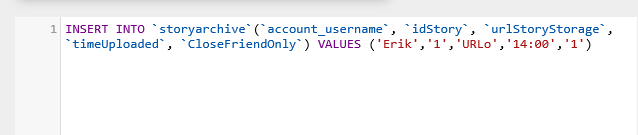 1 INSERT INTO `storyarchive`(`account_username`, `idStory`, `urlStoryStorage`,
`timeUploaded`, `CloseFriendOnly`) VALUES ('Erik','1','URLo','14:00','1')